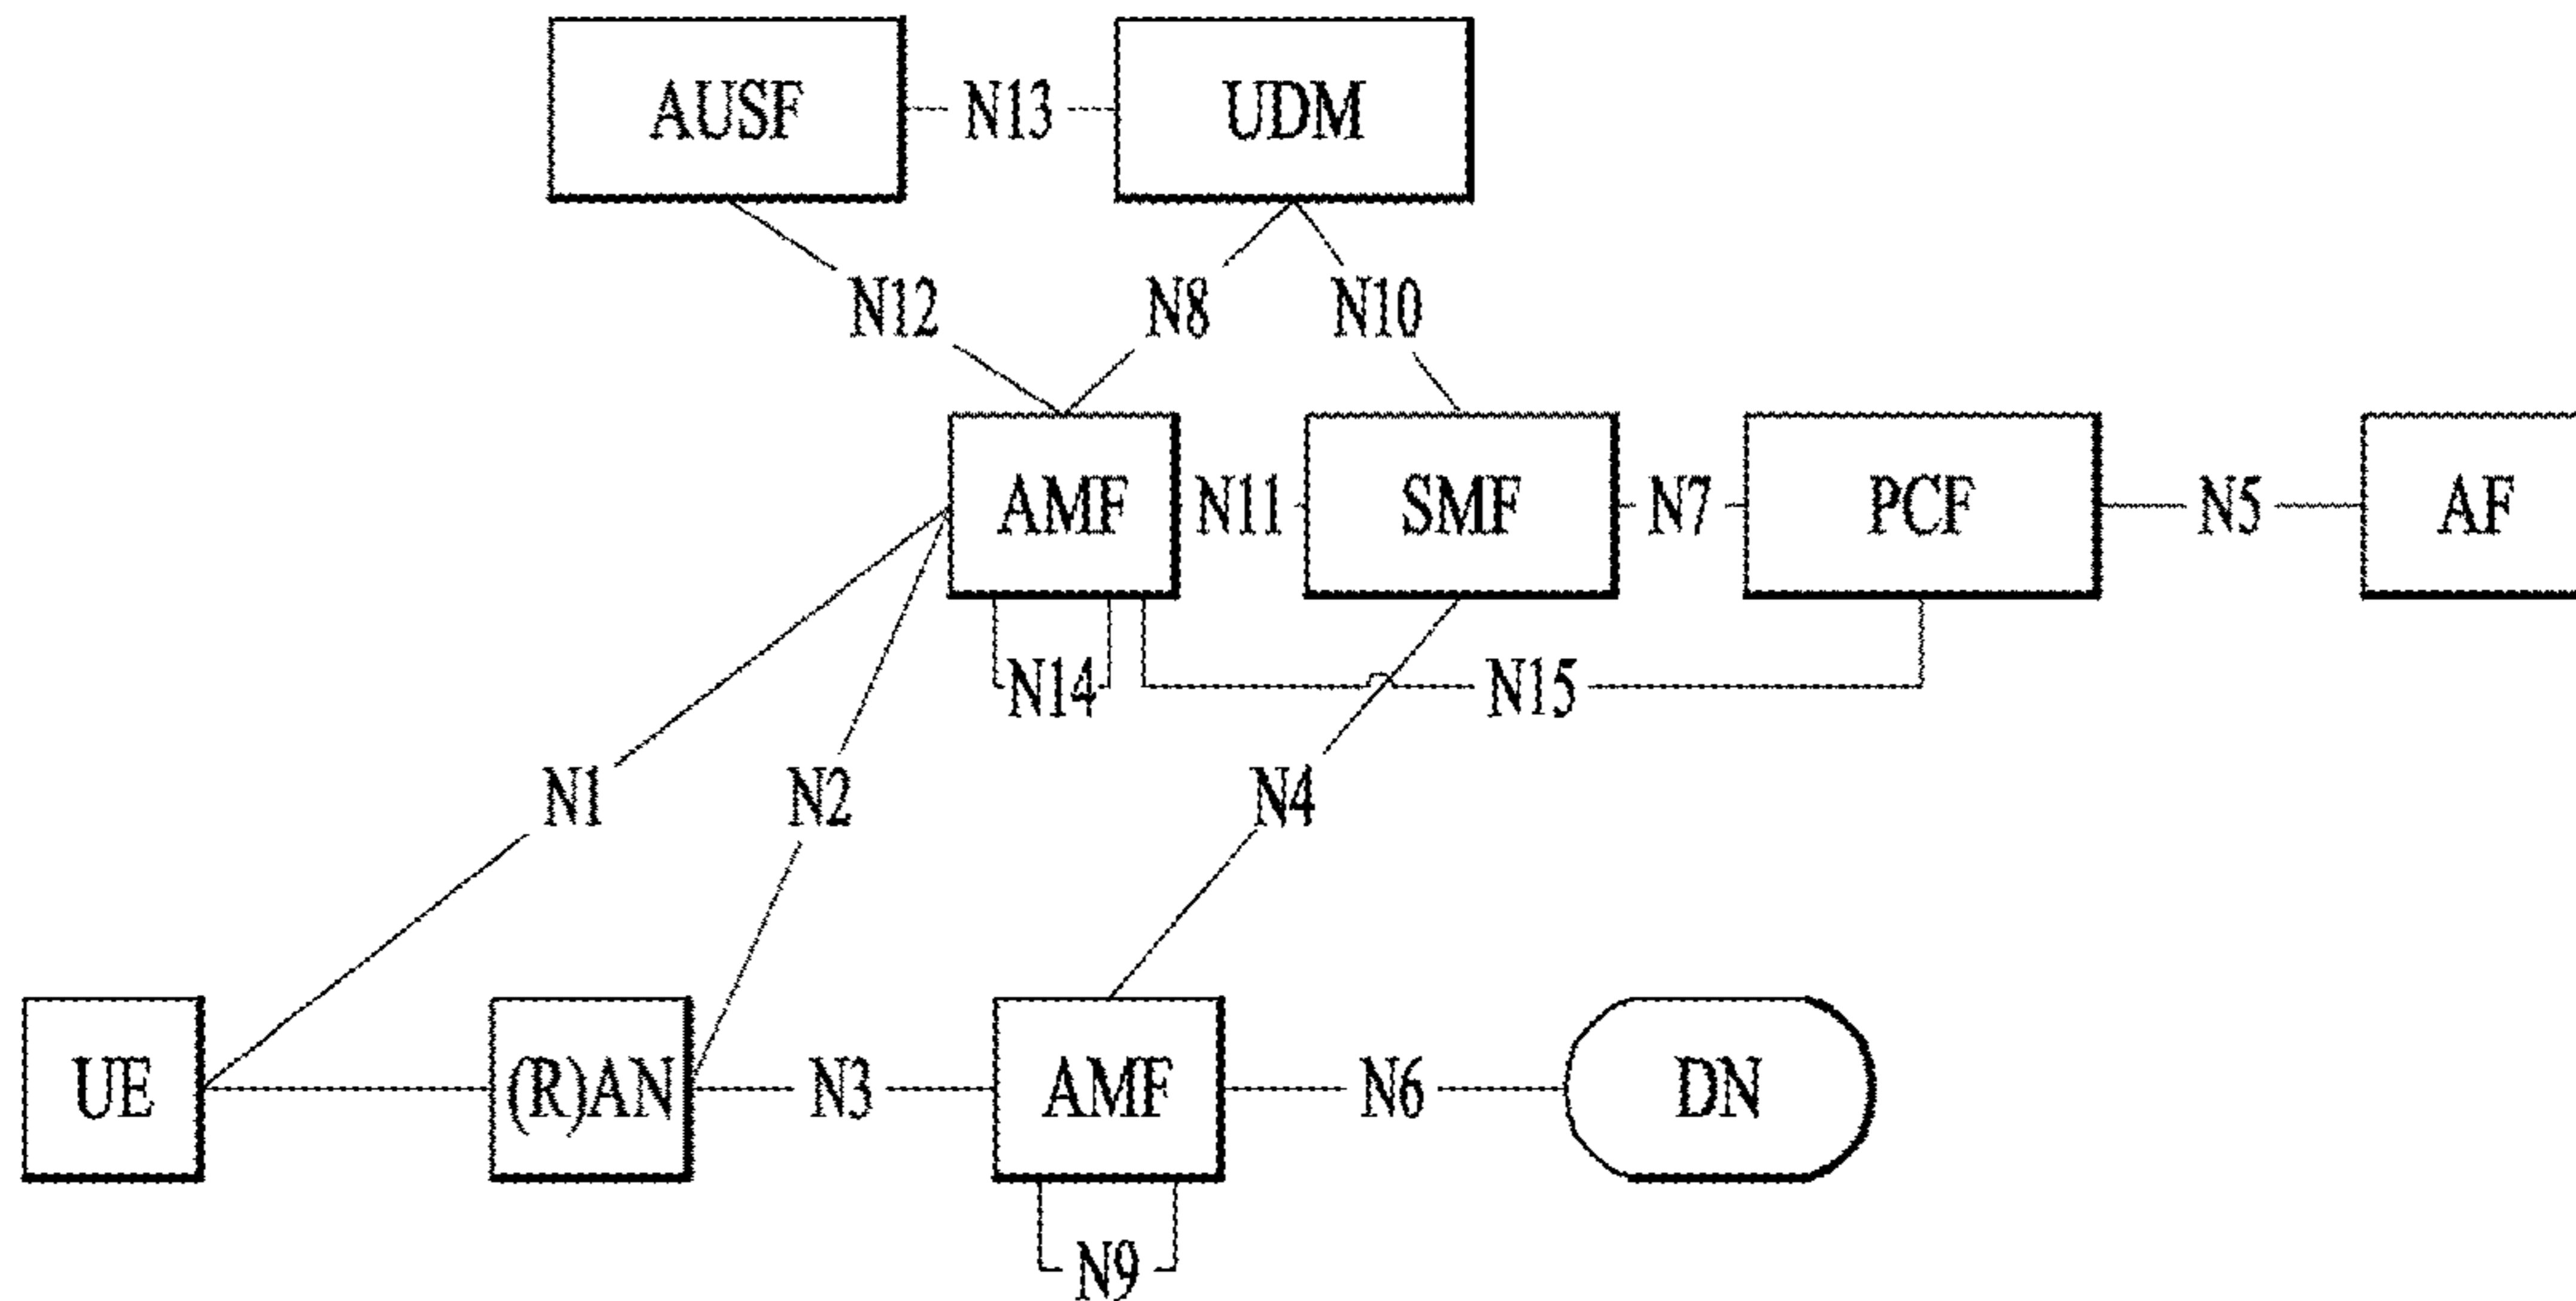 AUSF N13 UDM
N12 N8 N10
AMF N11 SMF N7 PCF N5 AF
N14 N15
N1 N2 N4
UE (R)AN N3 AMF N6 DN
N9